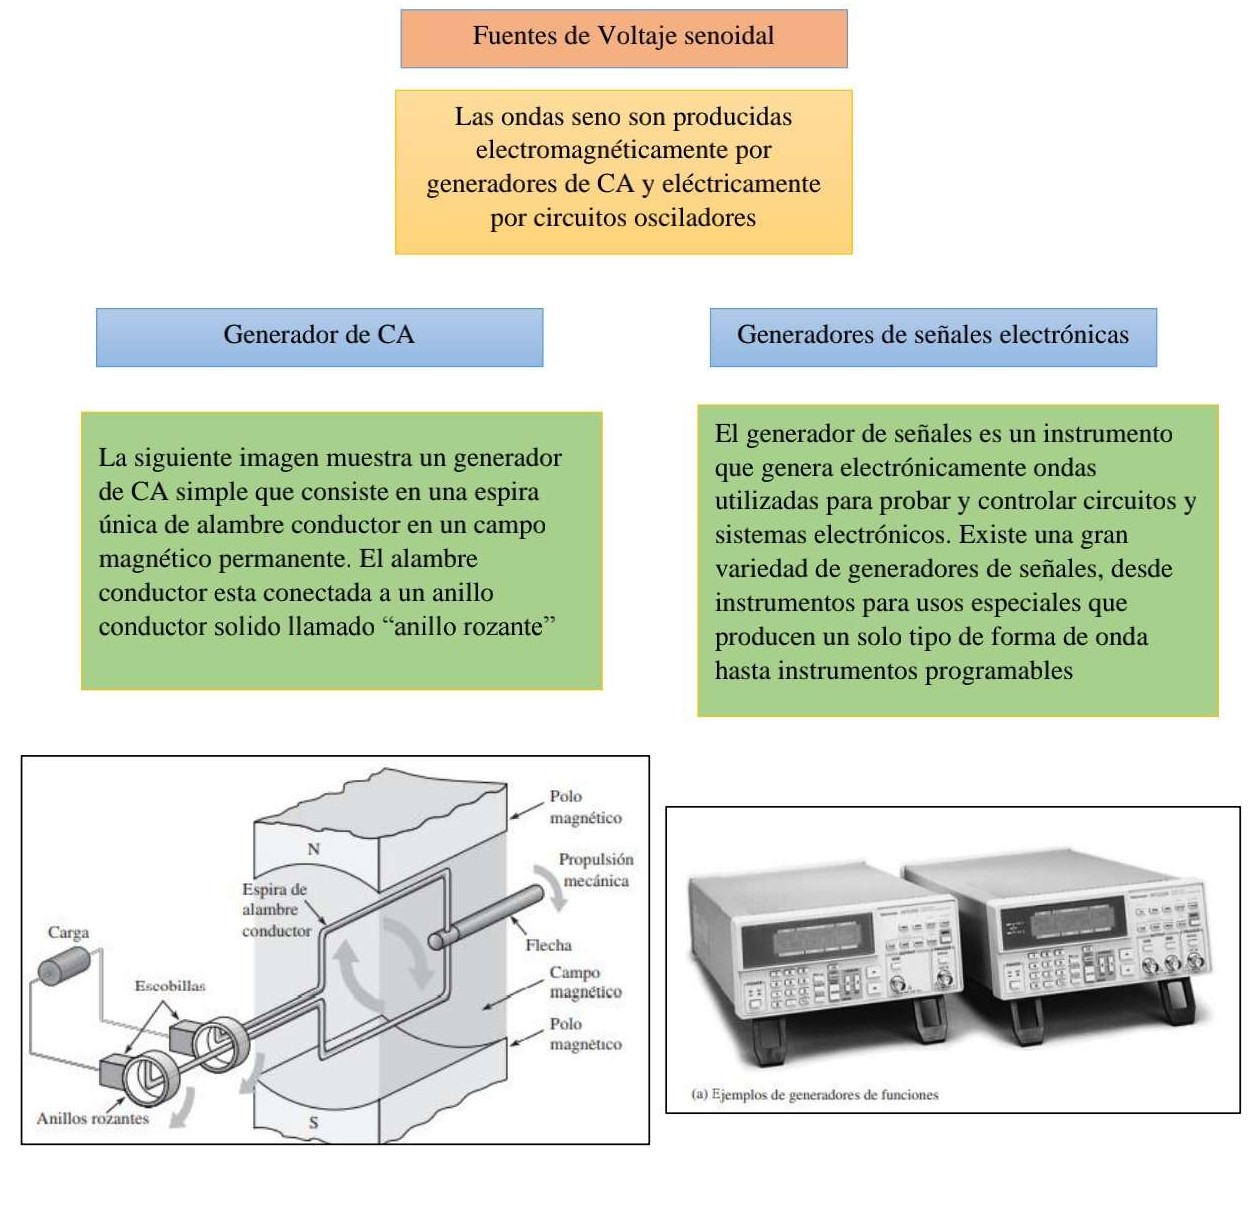 Fuentes de Voltaje senoidal
Las ondas seno son producidas
electromagnéticamente por
generadores de CA y eléctricamente
por circuitos osciladores
Generador de CA
Generadores de señales electrónicas
La siguiente imagen muestra un generador
de CA simple que consiste en una espira
única de alambre conductor en un campo
magnético permanente. El alambre
conductor esta conectada a un anillo
conductor solido llamado “anillo rozante”
El generador de señales es un instrumento
que genera electrónicamente ondas
utilizadas para probar y controlar circuitos y
sistemas electrónicos. Existe una gran
variedad de generadores de señales, desde
instrumentos para usos especiales que
producen un solo tipo de forma de onda
hasta instrumentos programables
Polo
magnético
N
Propulsión
mecánica
Espira de
alambre
conductor
Carga
Flecha
Escobillas
Campo
magnético
Polo
magnético
Anillos rozantes
S
(a) Ejemplos de generadores de funciones